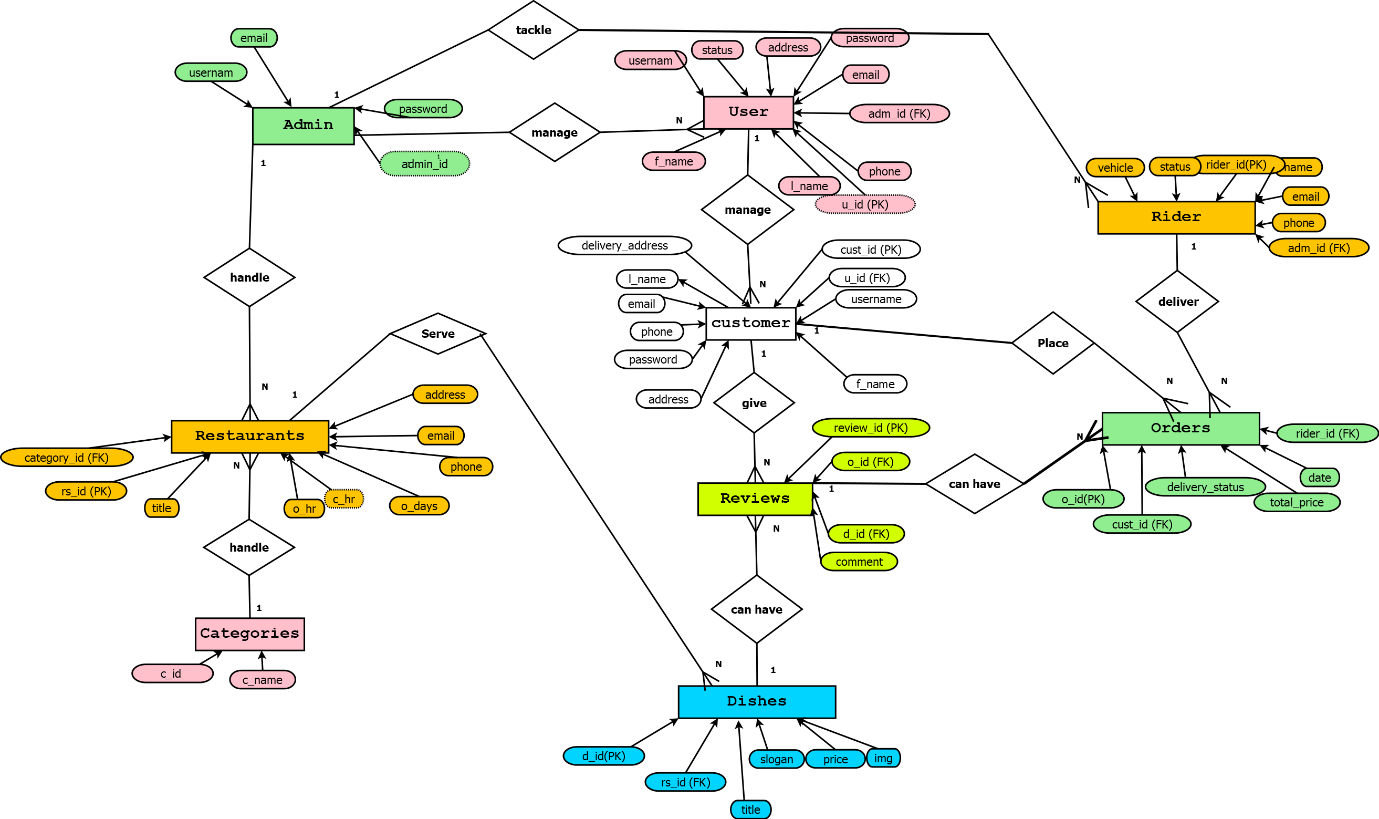 tackle
email
usernam
1
password
Admin
admin_id
1
manage
N
usernam
status
address
password
email
User
adm_id (FK)
f_name
1
l_name
phone
u_id (PK)
manage
N
N
vehicle
status
rider_id(PK)
name
email
Rider
phone
adm_id (FK)
1
deliver
N
handle
N
Serve
1
delivery_address
cust_id (PK)
l_name
u_id (FK)
email
username
customer
phone
1
password
1
f_name
address
Place
N
give
N
address
Restaurants
email
category_id (FK)
phone
rs_id (PK)
N
title
o_hr
c_hr
o_days
handle
1
Categories
c_id
c_name
review_id (PK)
o_id (FK)
Reviews
1
N
d_id (FK)
comment
can have
N
Orders
rider_id (FK)
date
o_id(PK)
delivery_status
total_price
cust_id (FK)
can have
N
1
Dishes
d_id(PK)
rs_id (FK)
title
slogan
price
img